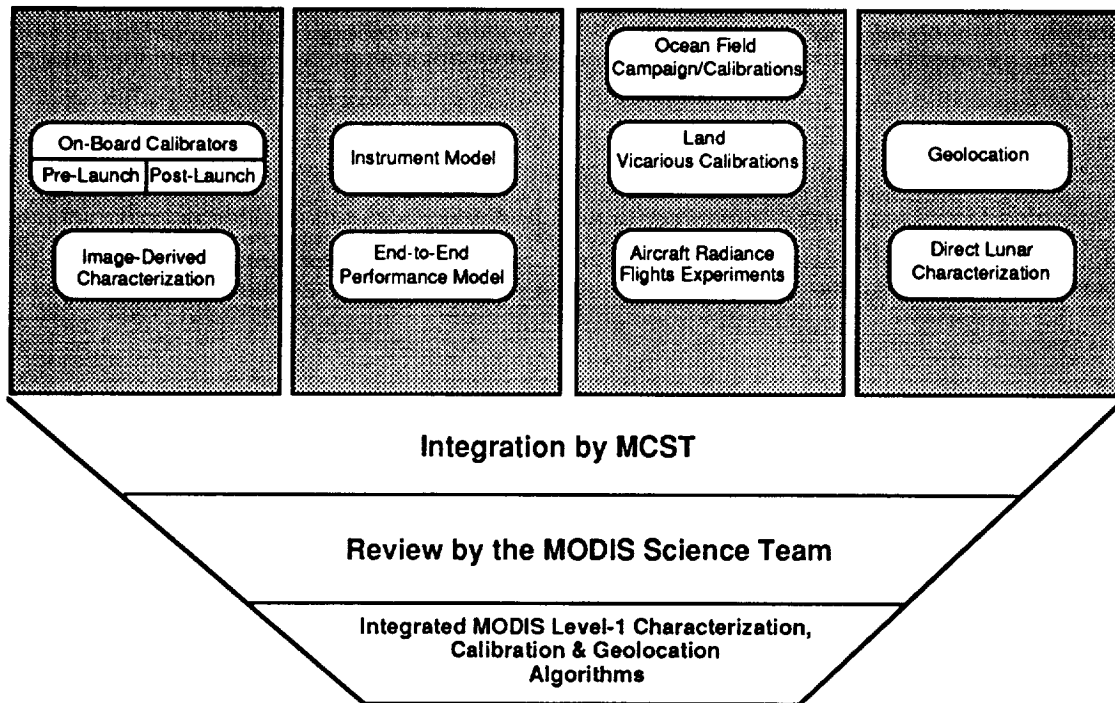 On-Board Calibrators
Pre-Launch
Post-Launch
Image-Derived
Characterization
Instrument Model
End-to-End
Performance Model
Ocean Field
Campaign/Calibrations
Land
Vicarious Calibrations
Aircraft Radiance
Flights Experiments
Geolocation
Direct Lunar
Characterization
Integration by MCST
Review by the MODIS Science Team
Integrated MODIS Level-1 Characterization,
Calibration & Geolocation
Algorithms